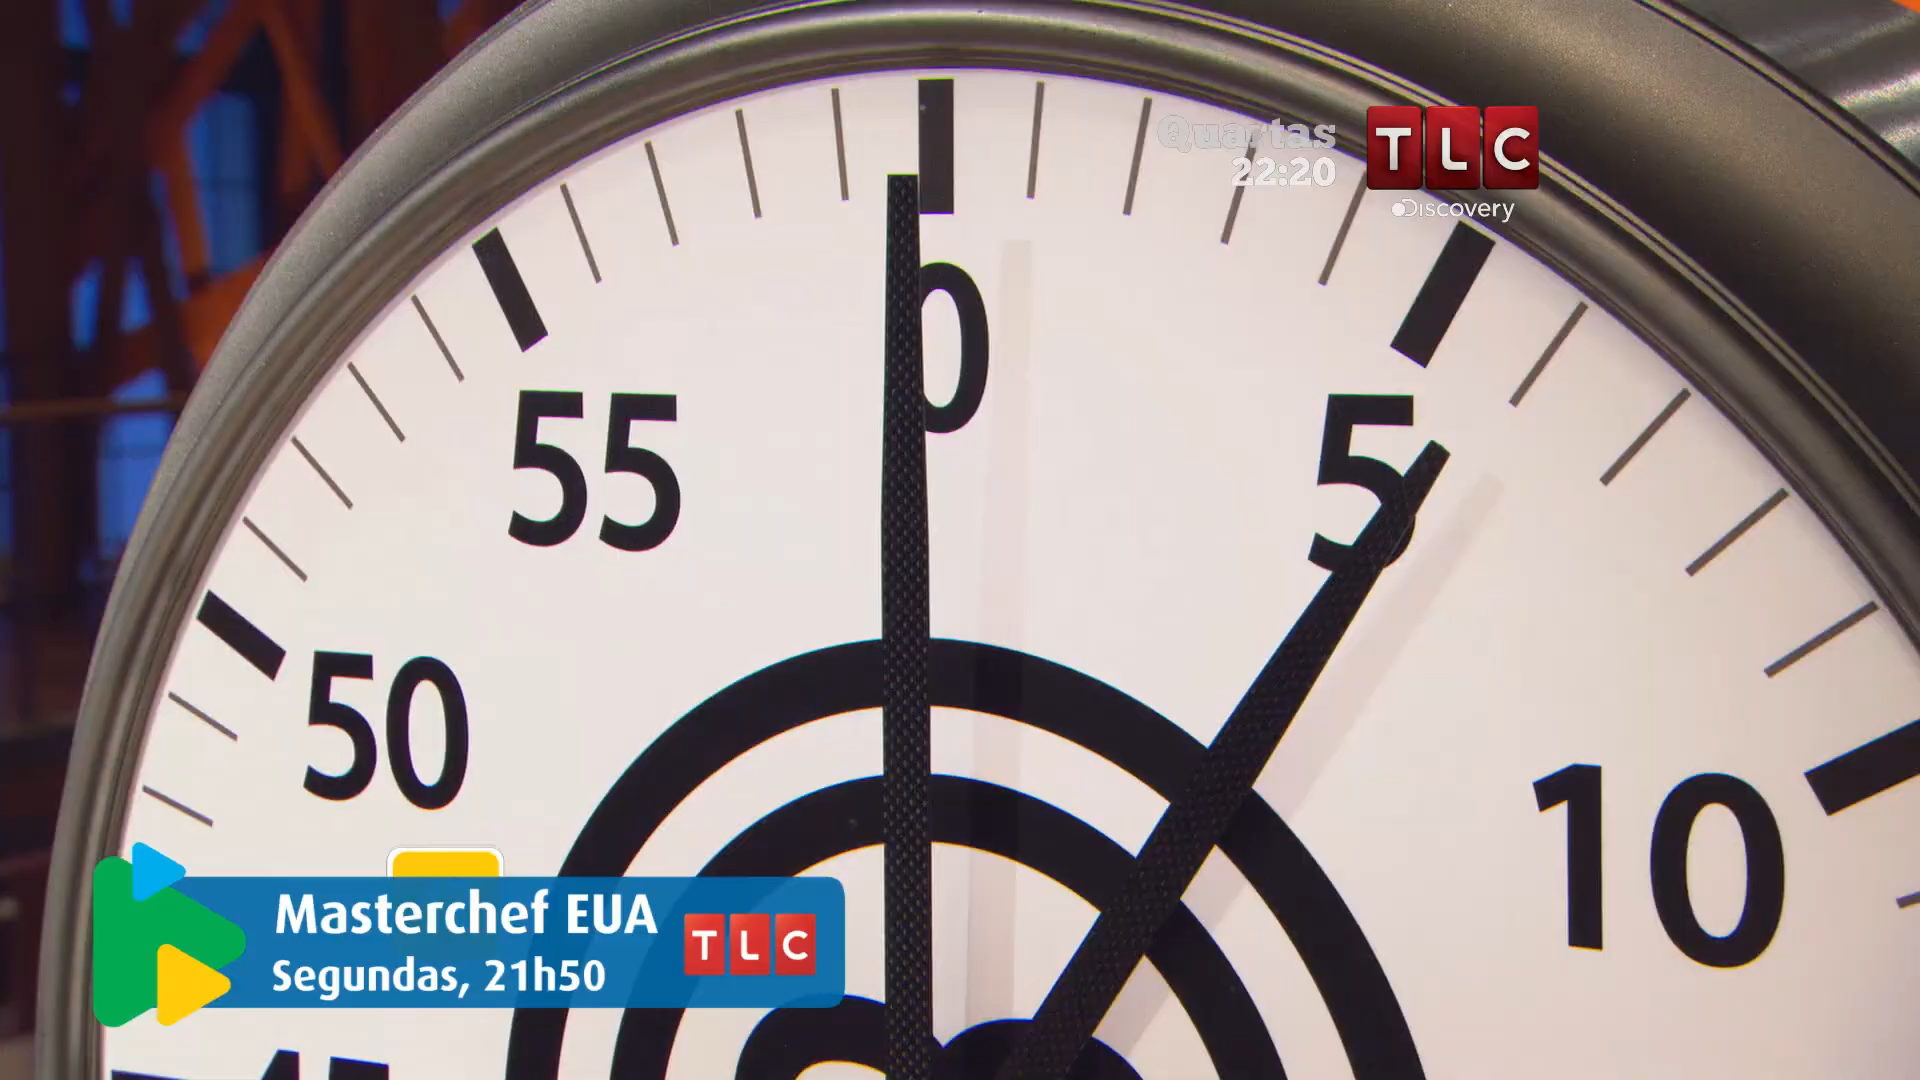 Quartas
22:20
TLC
Discovery
0
55
5
50
10
Masterchef EUA
Segundas, 21h50
TLC